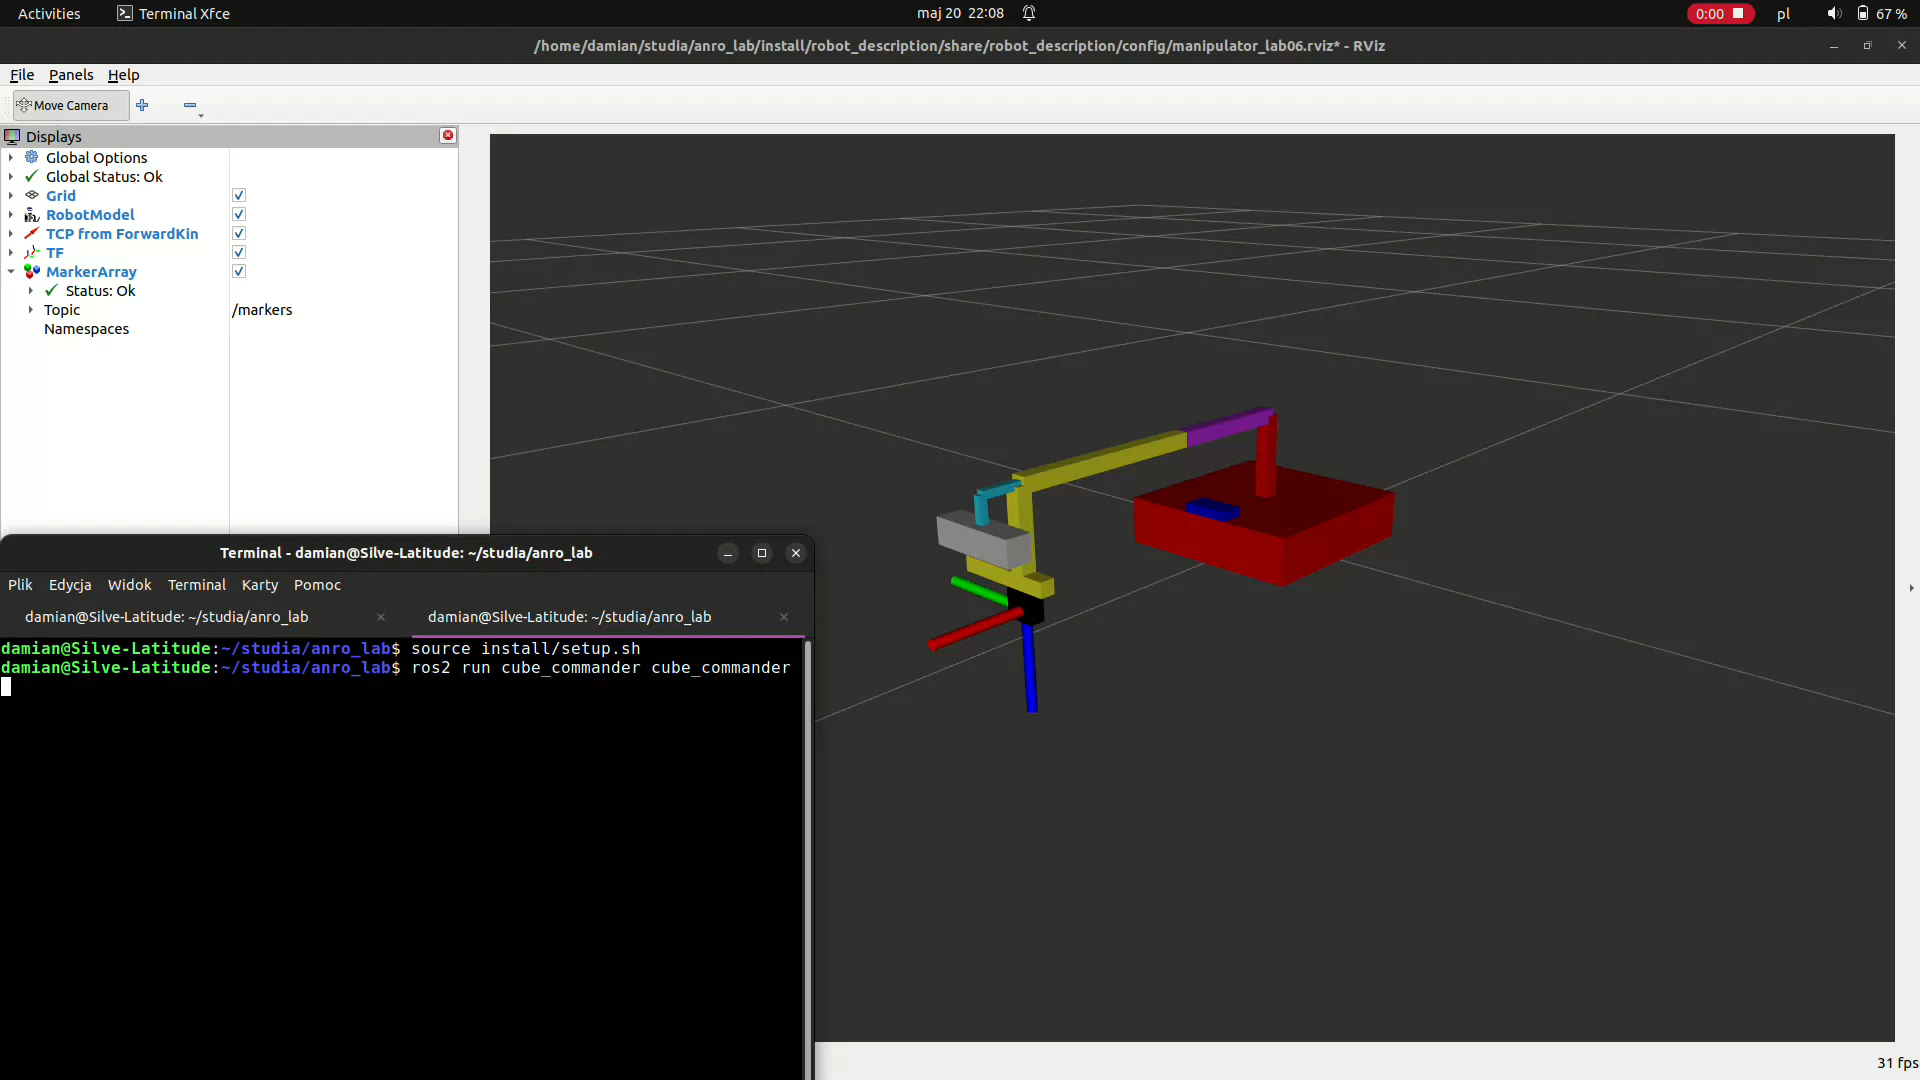 Activities Terminal Xfce maj 20 22:08 0:00 pl 67 %
/home/damian/studia/anro_lab/install/robot_description/share/robot_description/config/manipulator_lab06.rviz* - RViz
File Panels Help
Move Camera
Displays
Global Options
Global Status: Ok
Grid
RobotModel
TCP from ForwardKin
TF
MarkerArray
Status: Ok
Topic /markers
Namespaces
Terminal - damian@Silve-Latitude: ~/studia/anro_lab
Plik Edycja Widok Terminal Karty Pomoc
damian@Silve-Latitude: ~/studia/anro_lab damian@Silve-Latitude: ~/studia/anro_lab
damian@Silve-Latitude:~/studia/anro_lab$ source install/setup.sh
damian@Silve-Latitude:~/studia/anro_lab$ ros2 run cube_commander cube_commander
31 fps